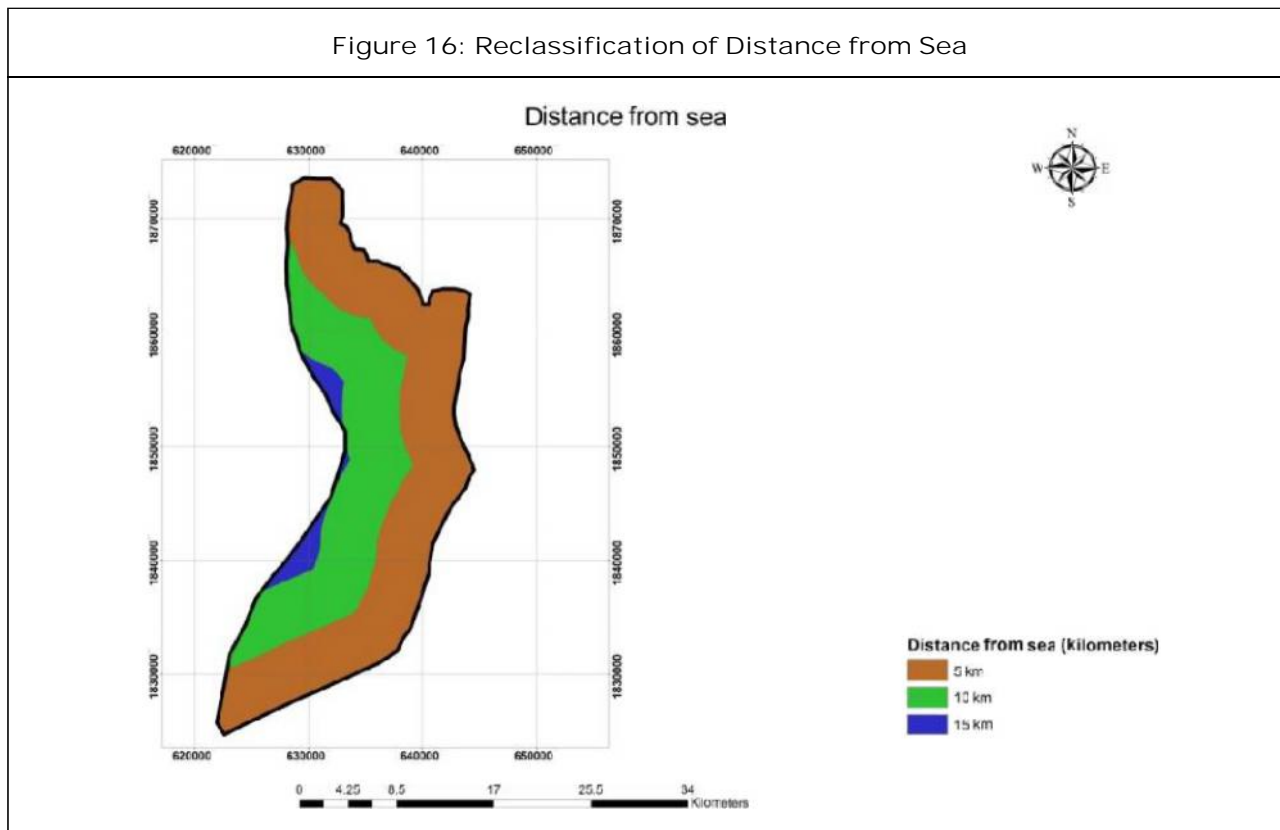 Figure 16: Reclassification of Distance from Sea
Distance from sea
N
W E
S
620000 630000 640000 650000
1870000 1870000
1860000 1860000
1850000 1850000
1840000 1840000
1830000 1830000
620000 630000 640000 650000
Distance from sea (kilometers)
5 km
10 km
15 km
0 4.25 8.5 17 25.5 34
Kilometers